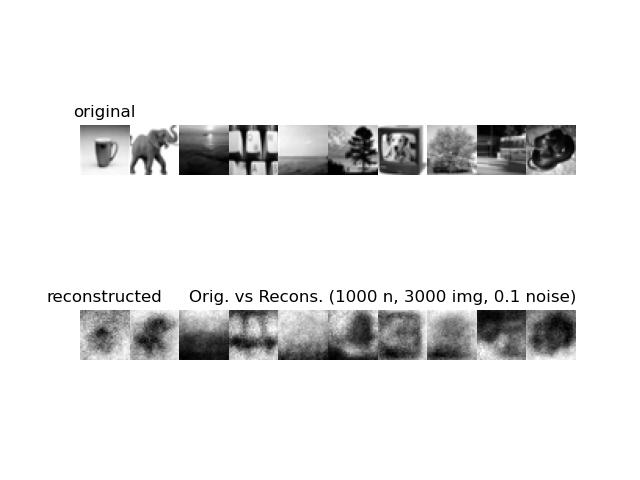 original
reconstructed
Orig. vs Recons. (1000 n, 3000 img, 0.1 noise)